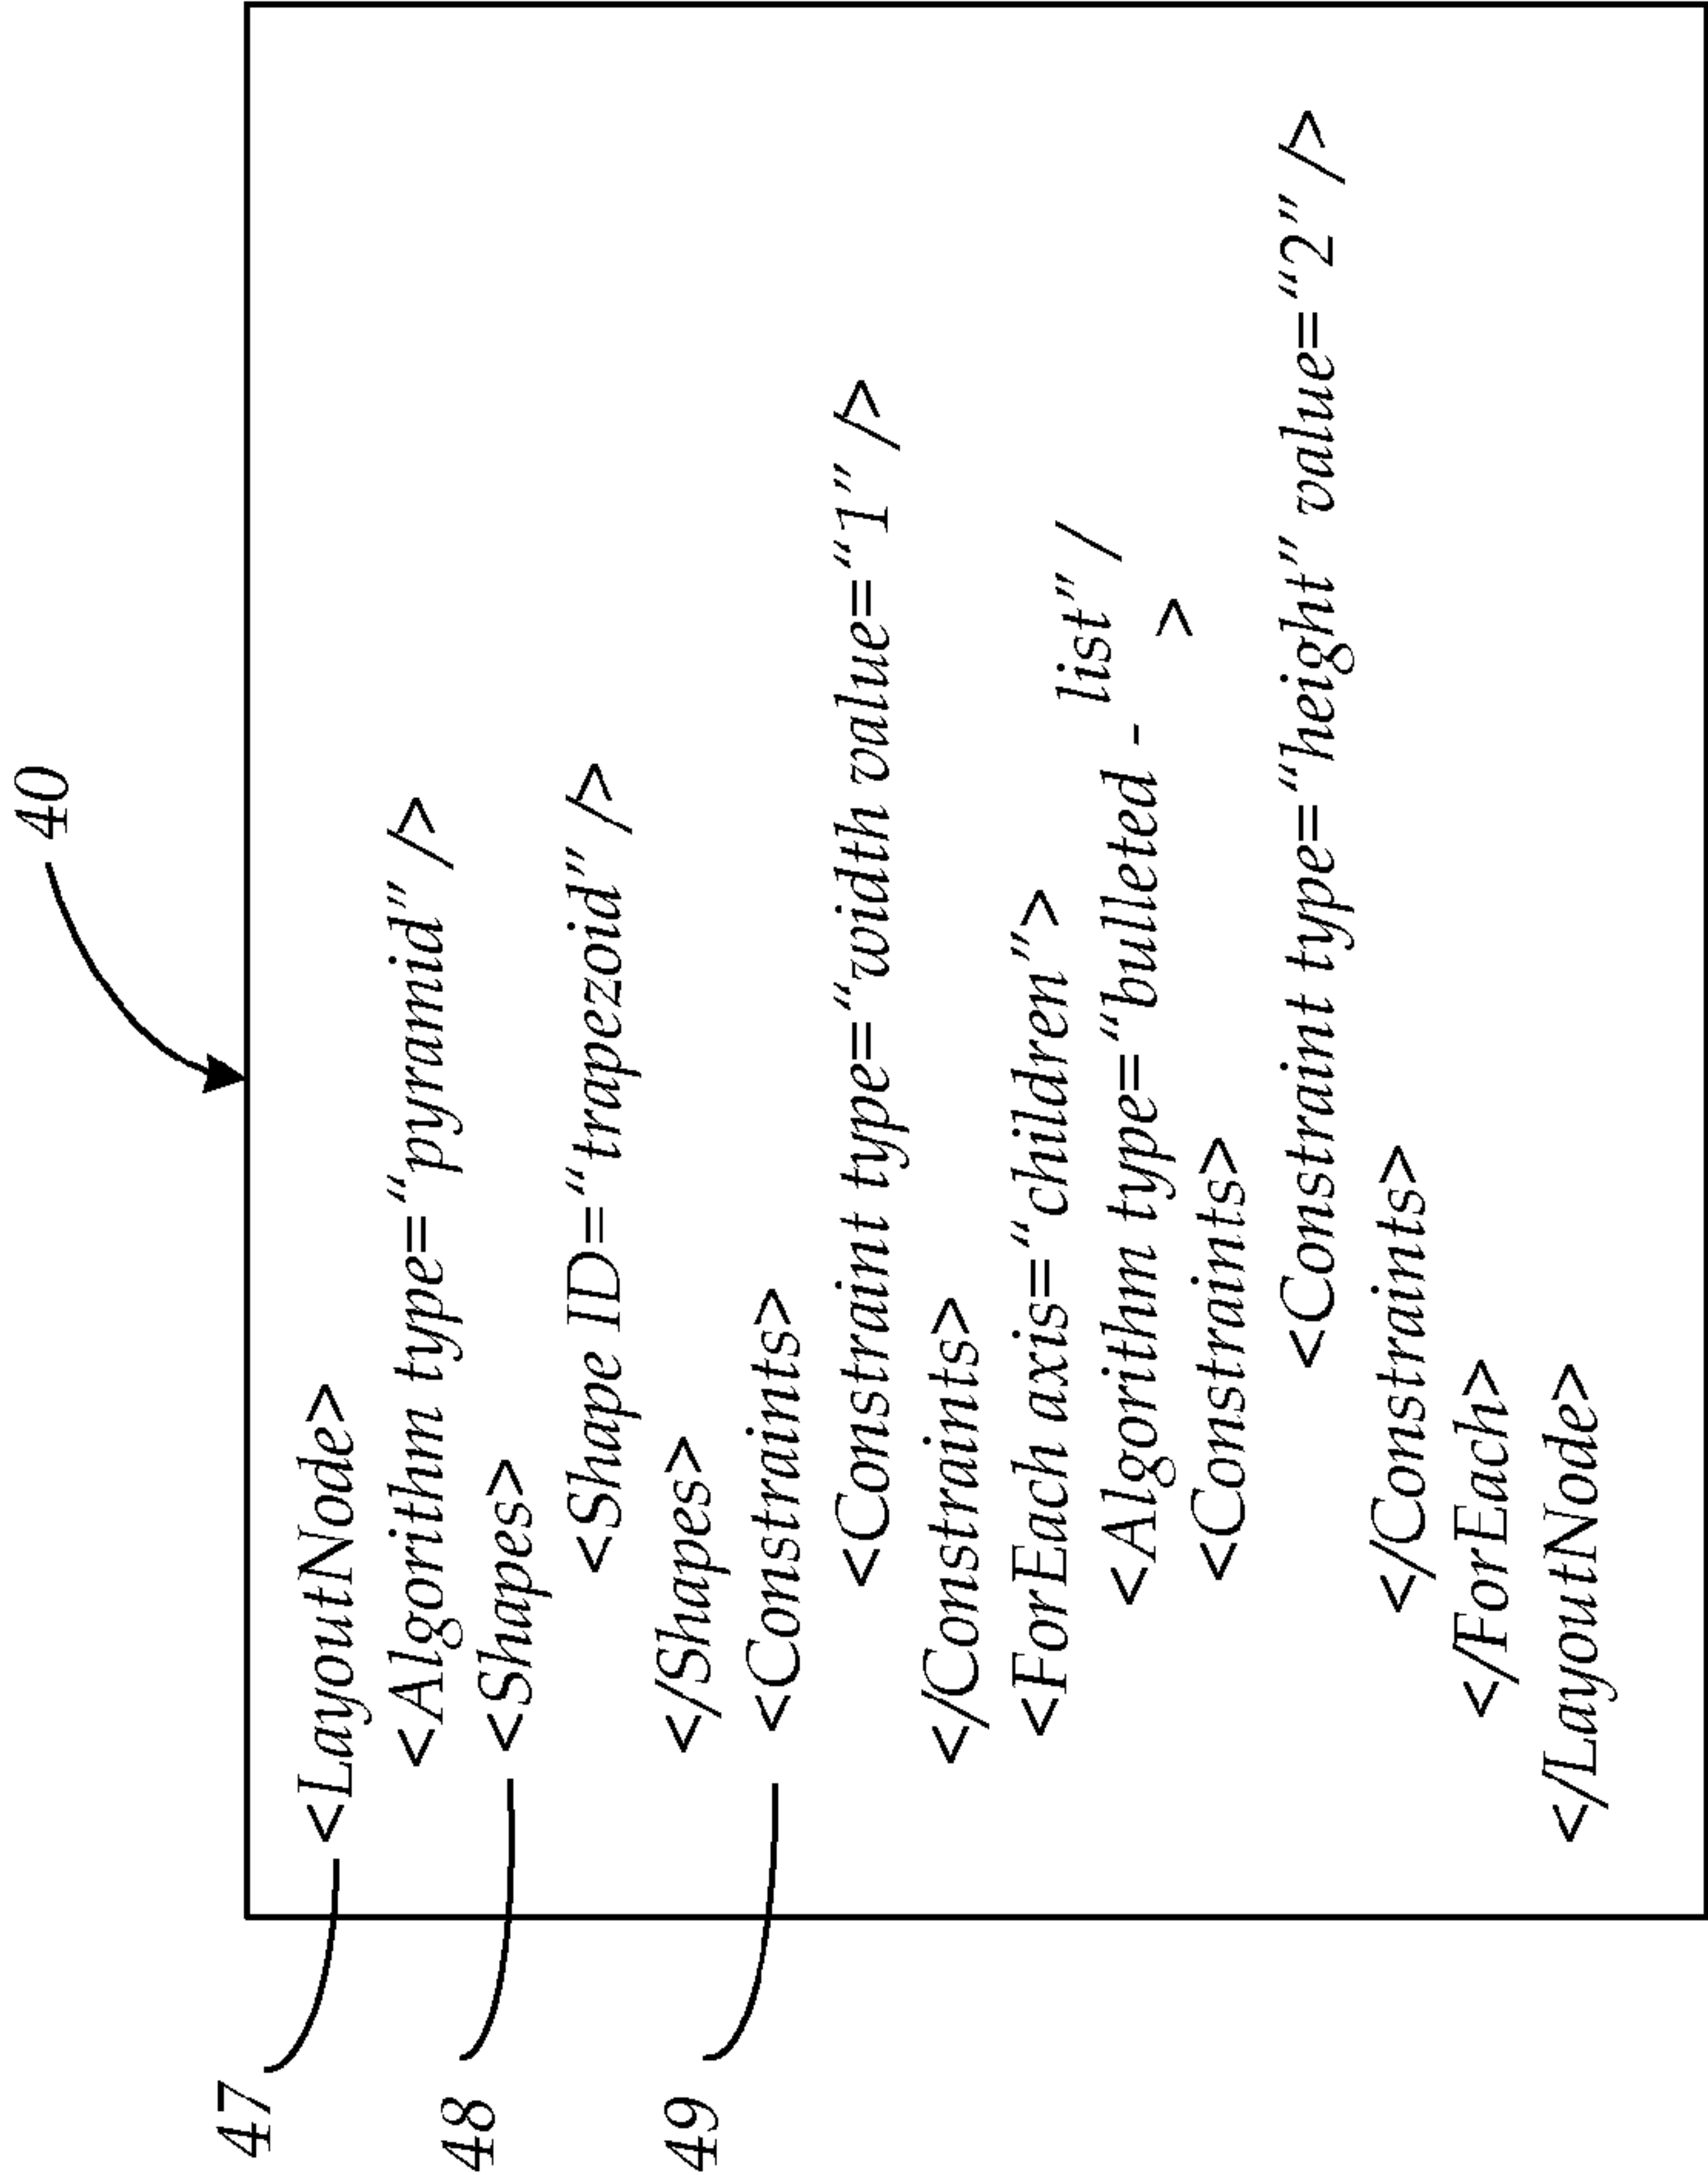 40
47
<LayoutNode>
<Algorithm type="pyramid" />
48
<Shapes>
<Shape ID="trapezoid" />
</Shapes>
49
<Constraints>
<Constraint type="width value="1" />
</Constraints>
<ForEach axis="children">
<Algorithm type="bulleted - list" /
>
<Constraints>
<Constraint type="height" value="2" />
</Constraints>
</ForEach>
</LayoutNode>